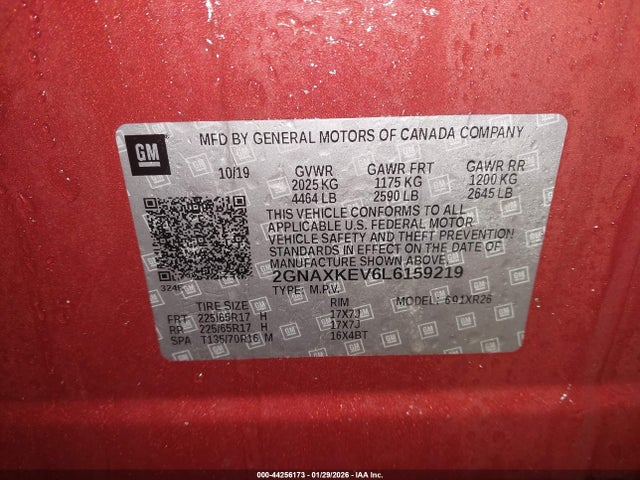 GM
MFD BY GENERAL MOTORS OF CANADA COMPANY
10/19 GVWR GAWR FRT GAWR RR
2025 KG 1175 KG 1200 KG
4464 LB 2590 LB 2645 LB
THIS VEHICLE CONFORMS TO ALL
APPLICABLE U.S. FEDERAL MOTOR
VEHICLE SAFETY AND THEFT PREVENTION
STANDARDS IN EFFECT ON THE DATE OF
MANUFACTURE SHOWN ABOVE.
2GNAXKEV6L6159219
TYPE: M.P.V. MODEL: 691XR26
TIRE SIZE RIM
FRT 225/65R17 H 17X7J
RR 225/65R17 H 17X7J
SPA T135/70R16 M 16X4BT
000-44256173 - 01/29/2026 - IAA Inc.